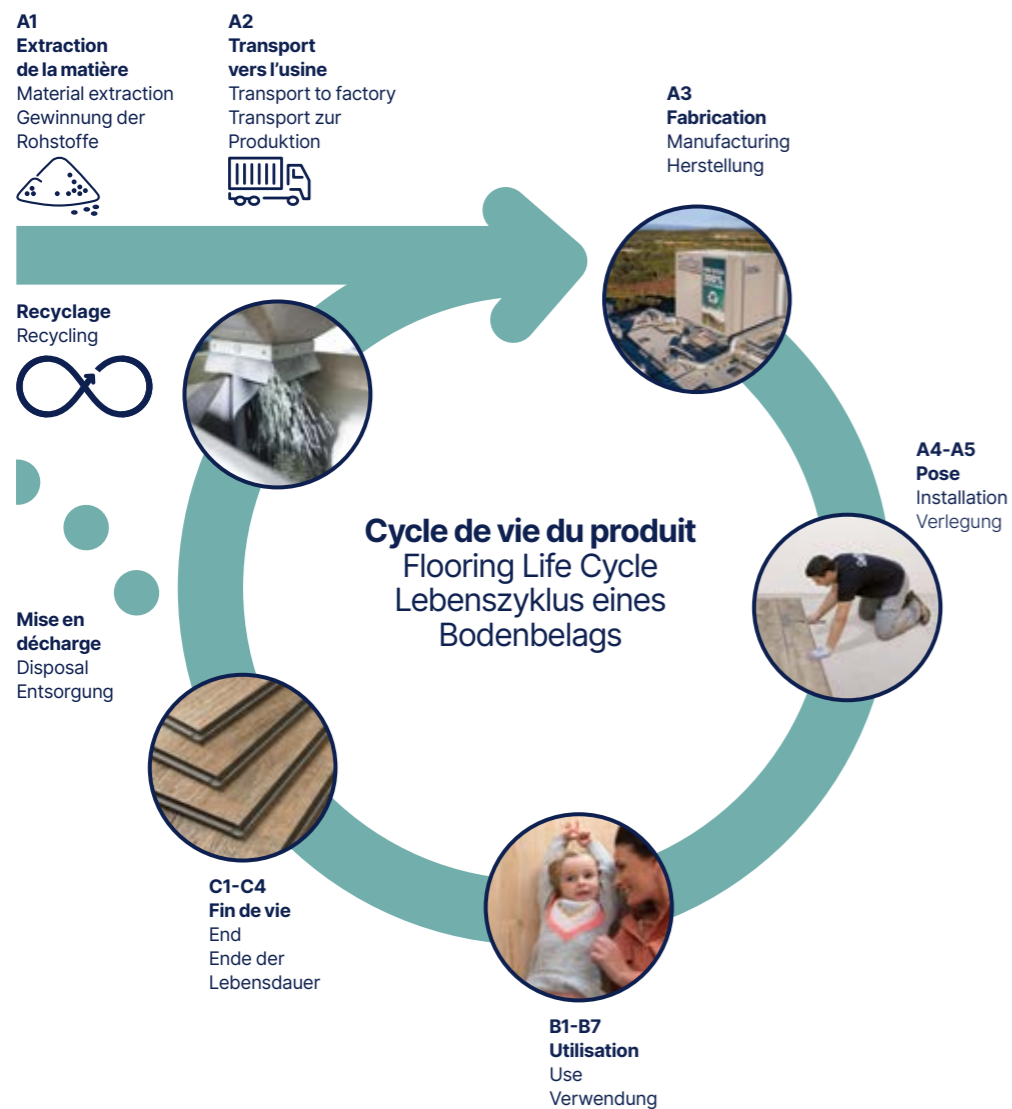 A1
Extraction
de la matière
Material extraction
Gewinnung der
Rohstoffe
A2
Transport
vers l'usine
Transport to factory
Transport zur
Produktion
A3
Fabrication
Manufacturing
Herstellung
Recyclage
Recycling
A4-A5
Pose
Installation
Verlegung
Cycle de vie du produit
Flooring Life Cycle
Lebenszyklus eines
Bodenbelags
Mise en
décharge
Disposal
Entsorgung
C1-C4
Fin de vie
End
Ende der
Lebensdauer
B1-B7
Utilisation
Use
Verwendung